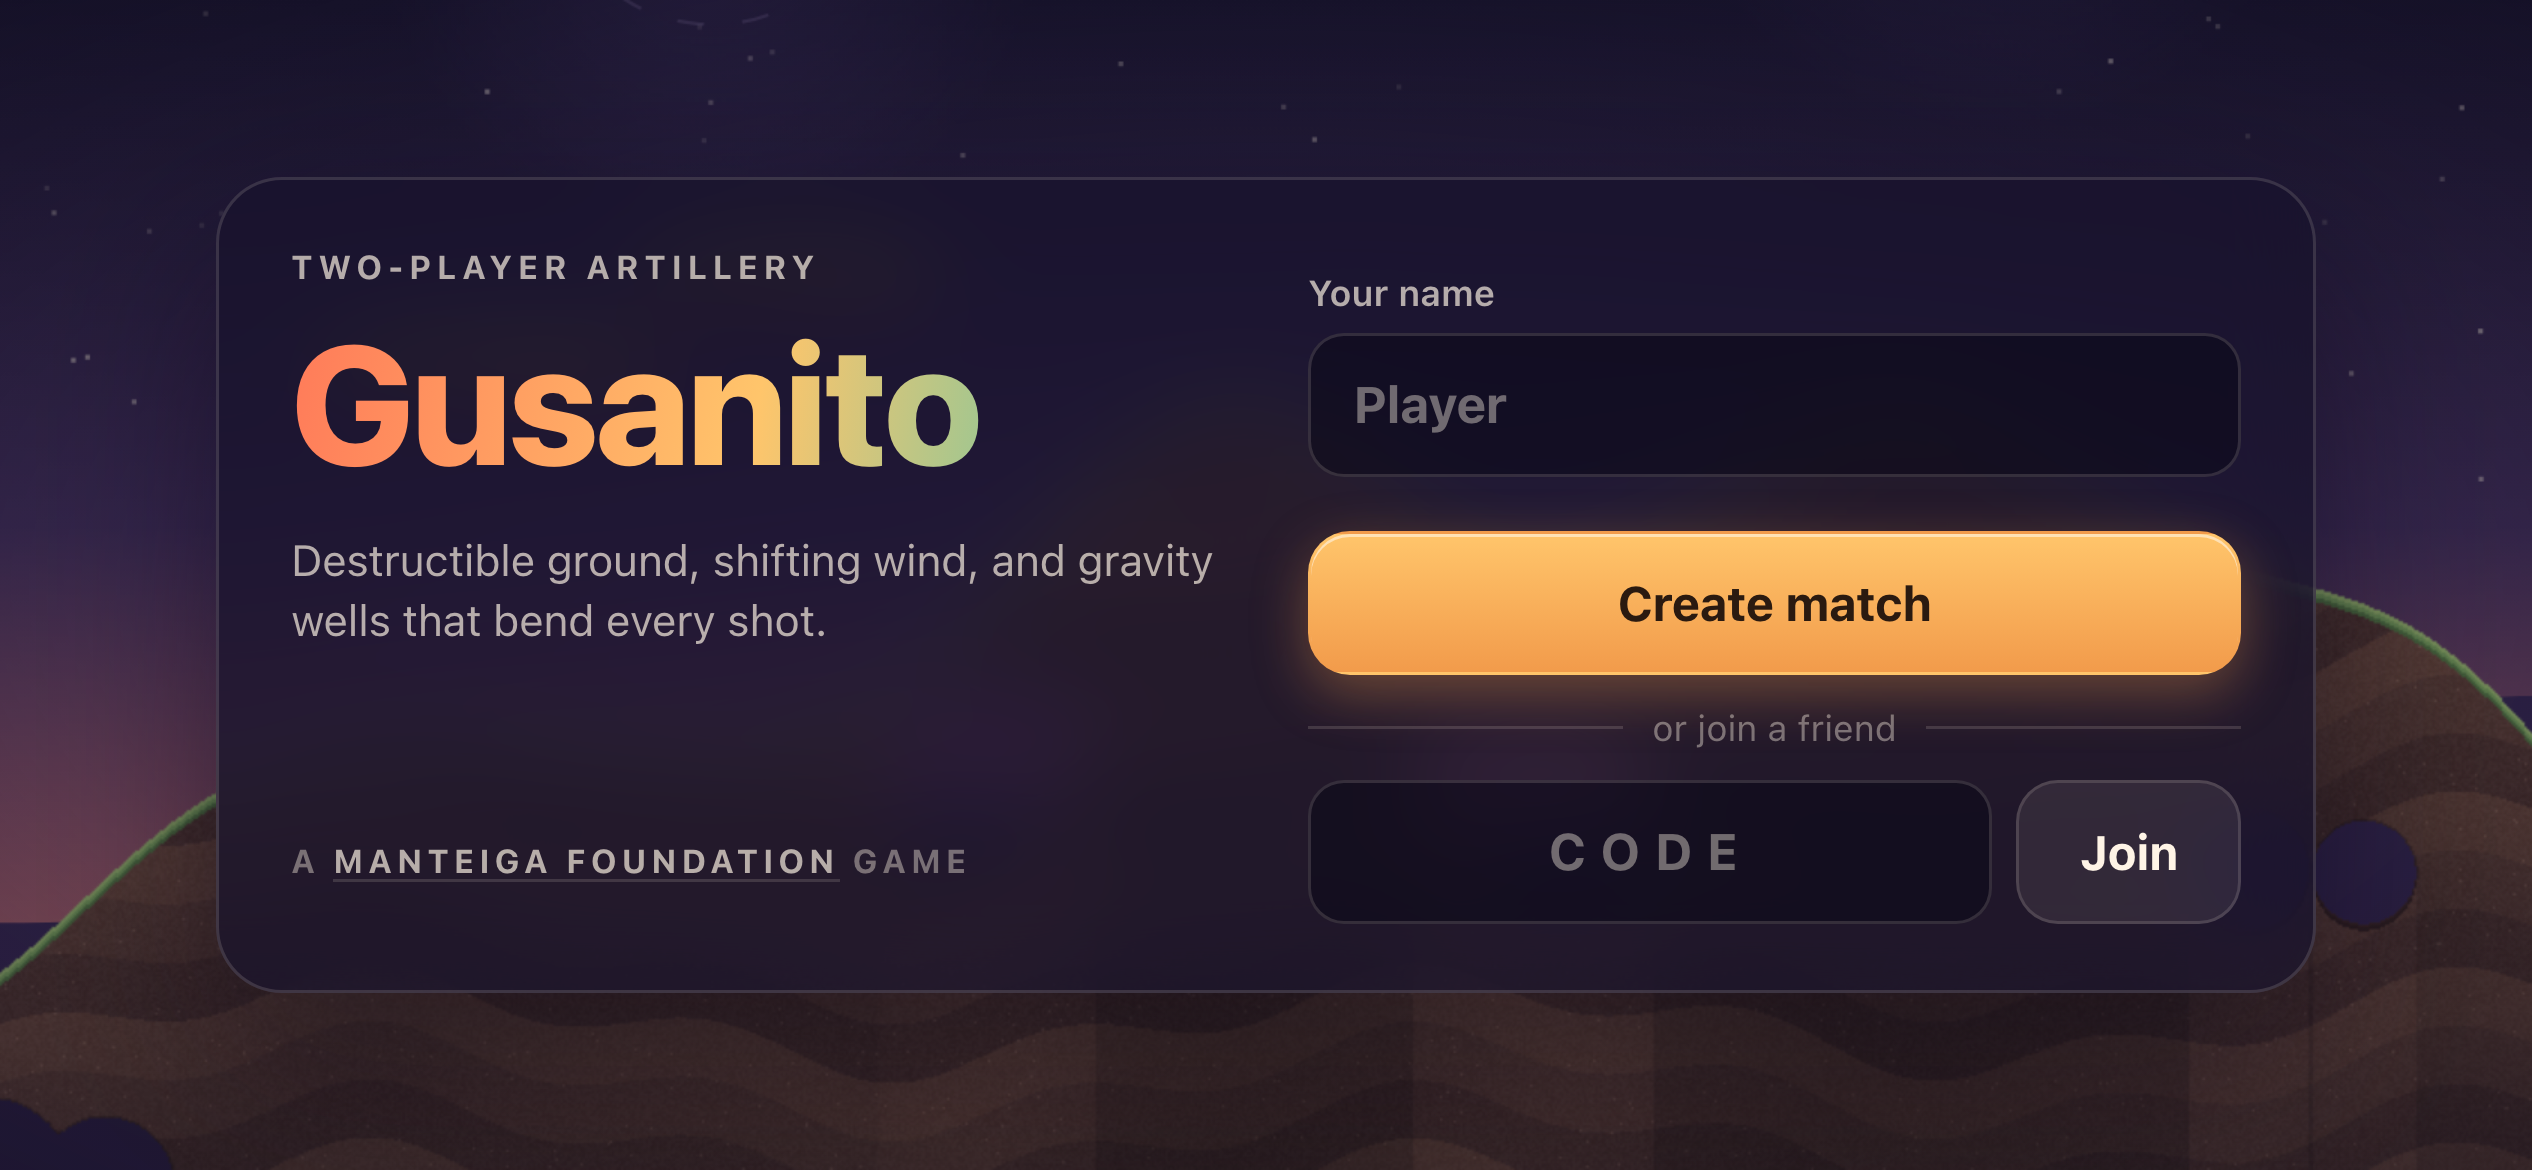 TWO-PLAYER ARTILLERY
Gusanito
Destructible ground, shifting wind, and gravity
wells that bend every shot.
A MANTEIGA FOUNDATION GAME
Your name
Player
Create match
or join a friend
CODE
Join